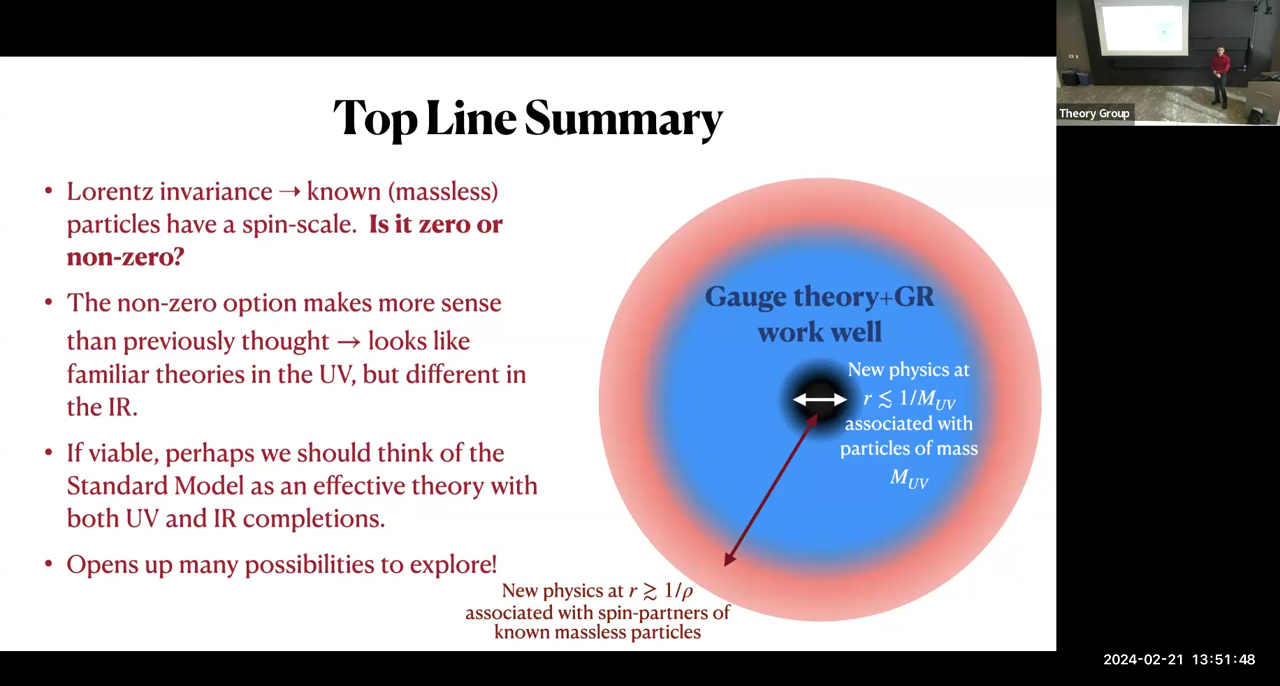 Top Line Summary
• Lorentz invariance → known (massless)
particles have a spin-scale. Is it zero or
non-zero?
• The non-zero option makes more sense
than previously thought → looks like
familiar theories in the UV, but different in
the IR.
• If viable, perhaps we should think of the
Standard Model as an effective theory with
both UV and IR completions.
• Opens up many possibilities to explore!
Gauge theory+GR
work well
New physics at
r ≲ 1/M_UV
associated with
particles of mass
M_UV
New physics at r ≳ 1/ρ
associated with spin-partners of
known massless particles
Theory Group
2024-02-21 13:51:48